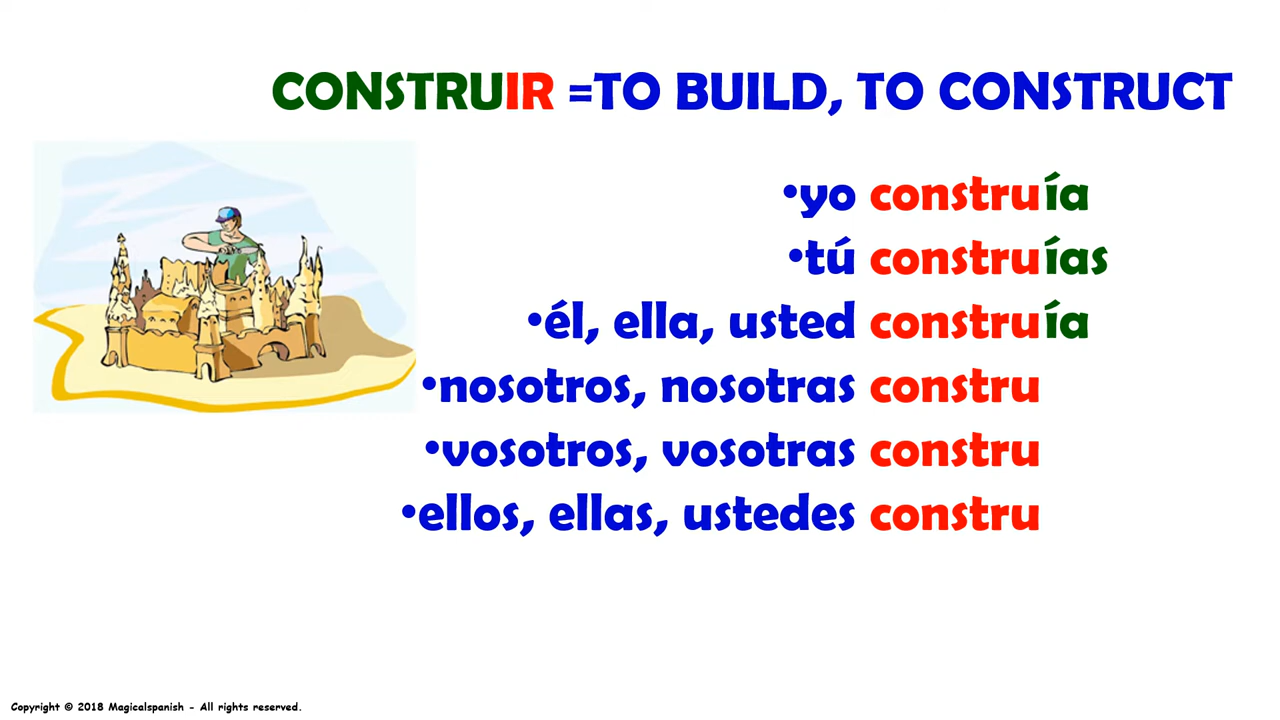 CONSTRUIR =TO BUILD, TO CONSTRUCT
•yo construía
•tú construías
•él, ella, usted construía
•nosotros, nosotras constru
•vosotros, vosotras constru
•ellos, ellas, ustedes constru
Copyright © 2018 Magicalspanish - All rights reserved.